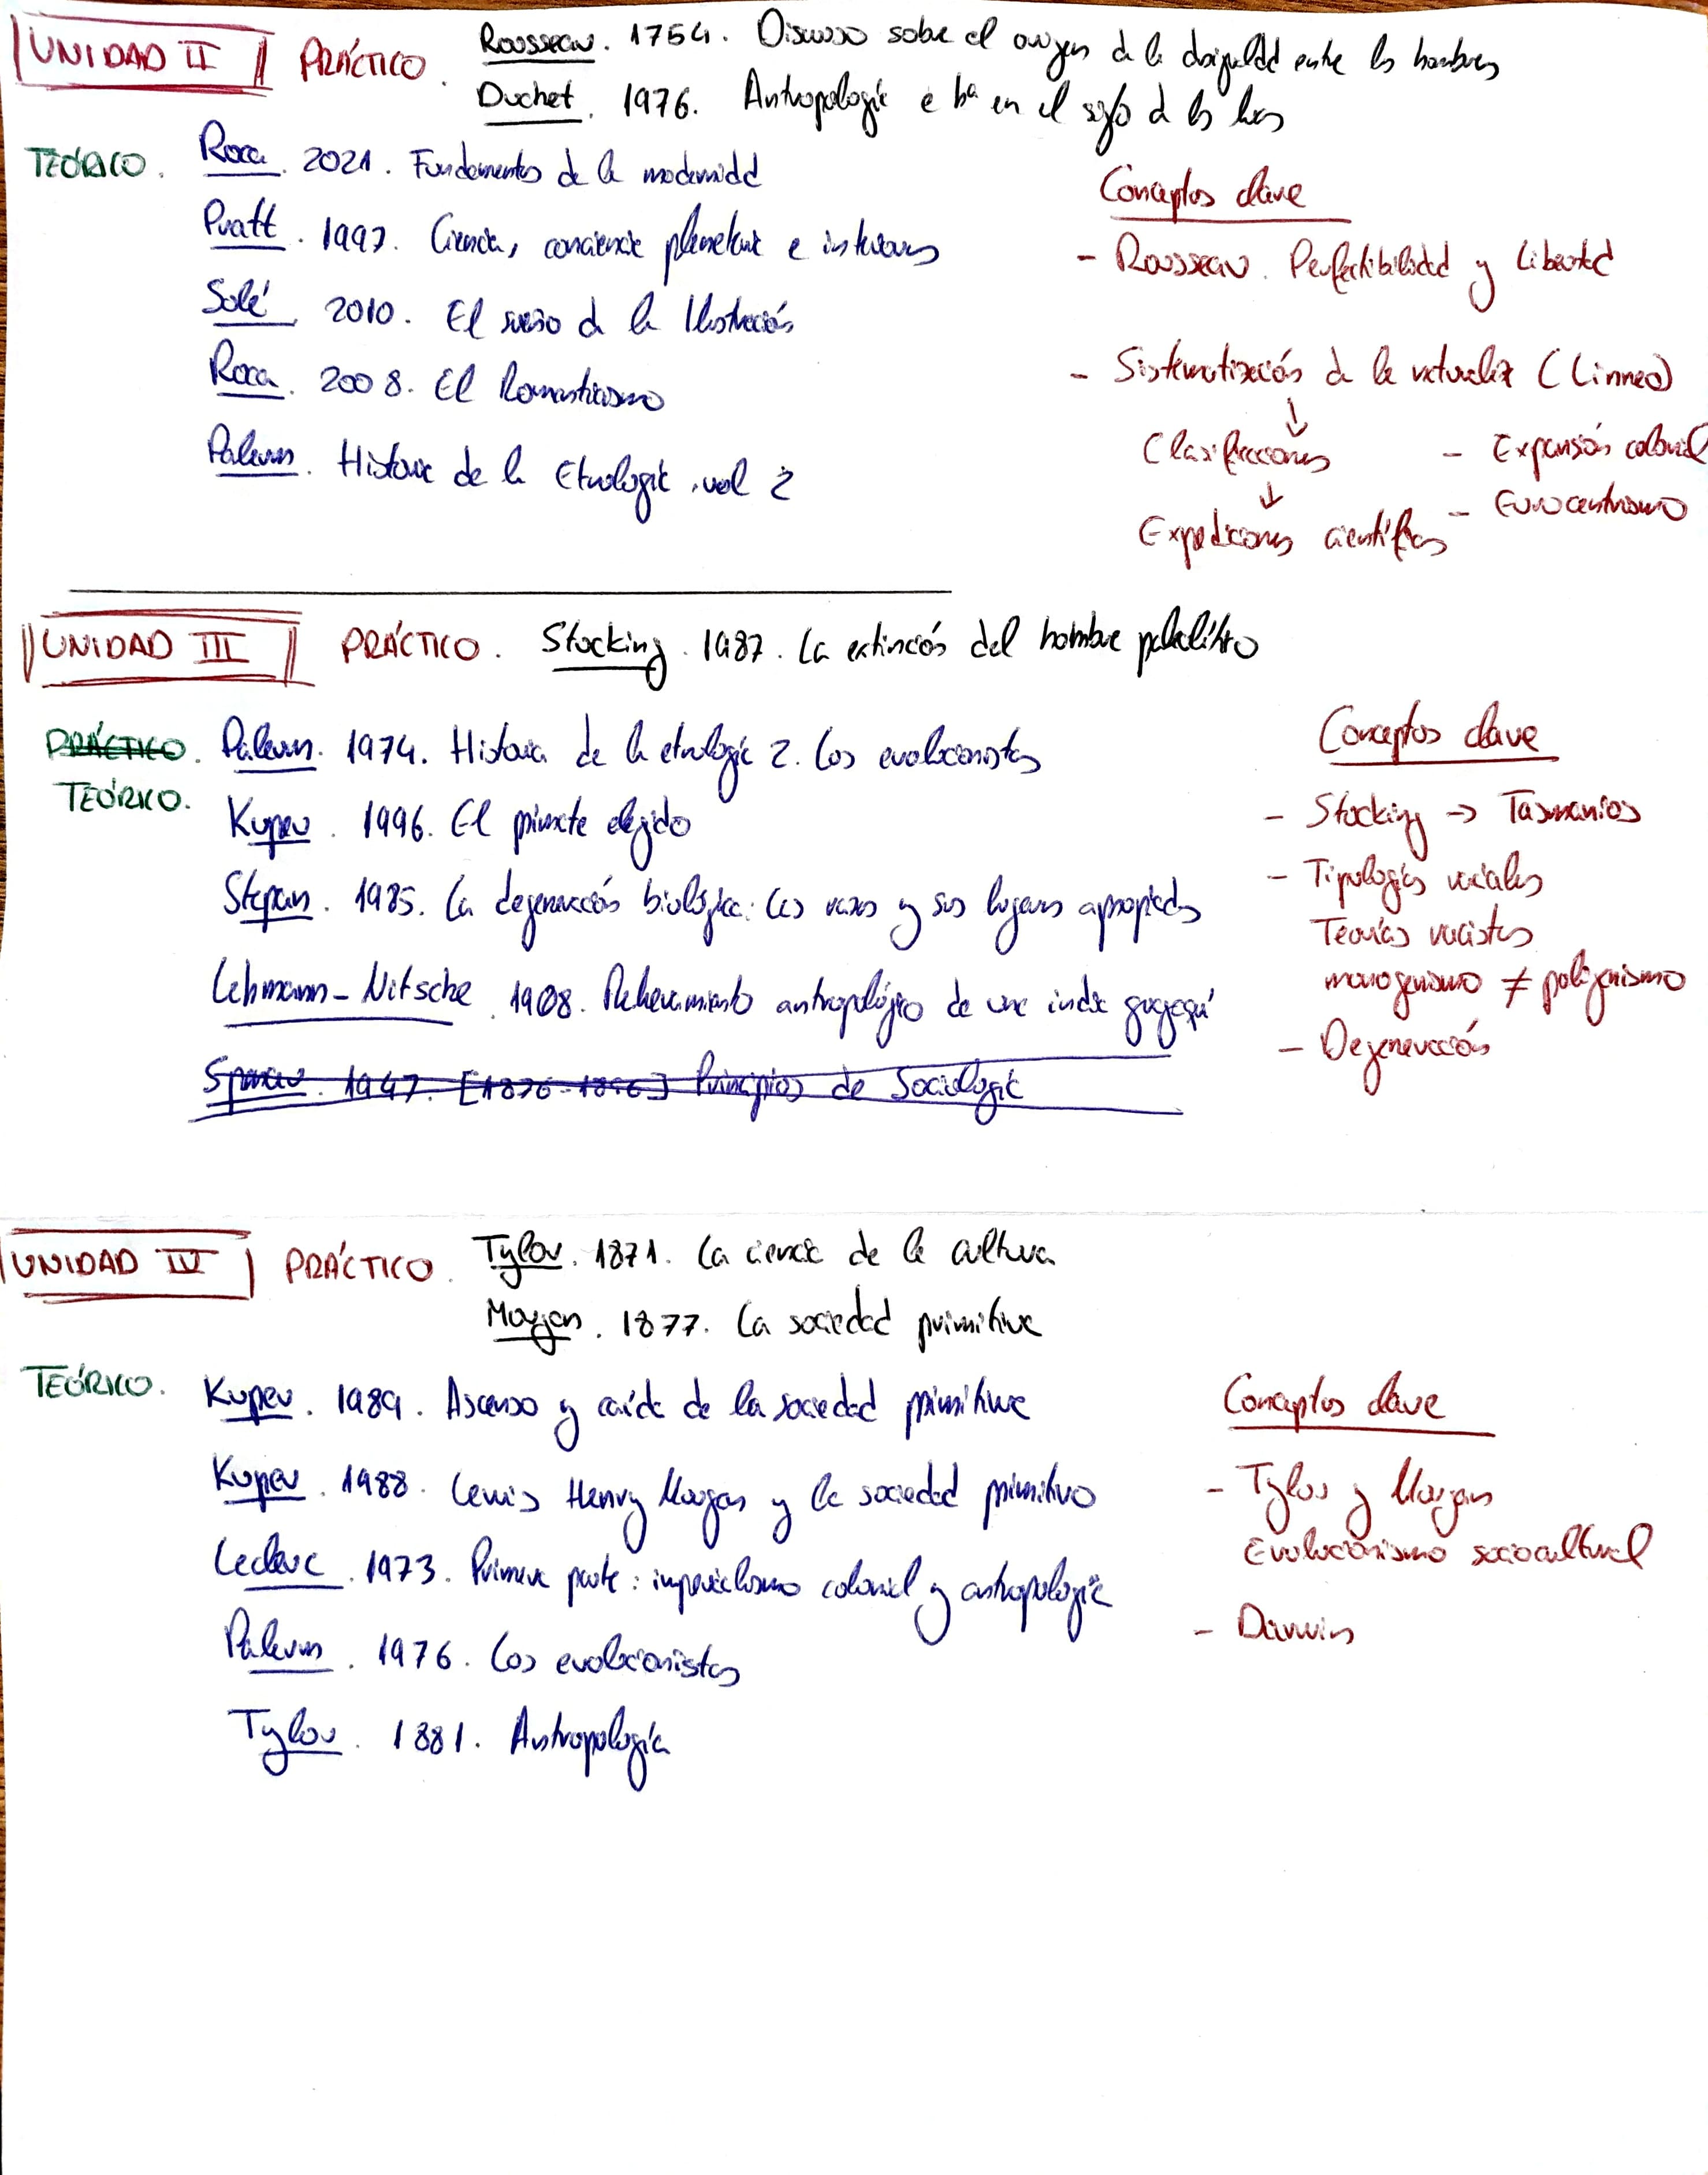 UNIDAD II PRÁCTICO. Rousseau. 1754. Discurso sobre el origen de la desigualdad entre los hombres
Duchet. 1976. Antropología e hª en el siglo de las luces
TEÓRICO. Roca. 2021. Fundamentos de la modernidad
Pratt. 1997. Ciencia, conciencia planetaria e interiores
Solé. 2010. El sueño de la Ilustración
Roca. 2008. El Romanticismo
Palerm. Historia de la Etnología. vol 2
Conceptos clave
- Rousseau. Perfectibilidad y Libertad
- Sistematización de la naturaleza (Linneo)
↓
Clasificaciones
↓
Expediciones científicas
- Expansión colonial
- Eurocentrismo
UNIDAD III PRÁCTICO. Stocking. 1987. La extinción del hombre paleolítico
PRÁCTICO. Palerm. 1974. Historia de la etnología 2. Los evolucionistas
TEÓRICO.
Kuper. 1996. El primate elegido
Stepan. 1985. La degeneración biológica: Las razas y sus lugares apropiados
Lehmann-Nitsche. 1908. Relevamiento antropológico de una india guayaquí
Spencer. 1947. [1876-1896] Principios de Sociología
Conceptos clave
- Stocking → Tasmanios
- Tipologías raciales
Teorías racistas
monogenismo ≠ poligenismo
- Degeneración
UNIDAD IV PRÁCTICO. Tylor. 1871. La ciencia de la cultura
Morgan. 1877. La sociedad primitiva
TEÓRICO. Kuper. 1989. Ascenso y caída de la sociedad primitiva
Kuper. 1988. Lewis Henry Morgan y la sociedad primitiva
Leclerc. 1973. Primera parte: imperialismo colonial y antropología
Palerm. 1976. Los evolucionistas
Tylor. 1881. Antropología
Conceptos clave
- Tylor y Morgan
Evolucionismo sociocultural
- Darwin